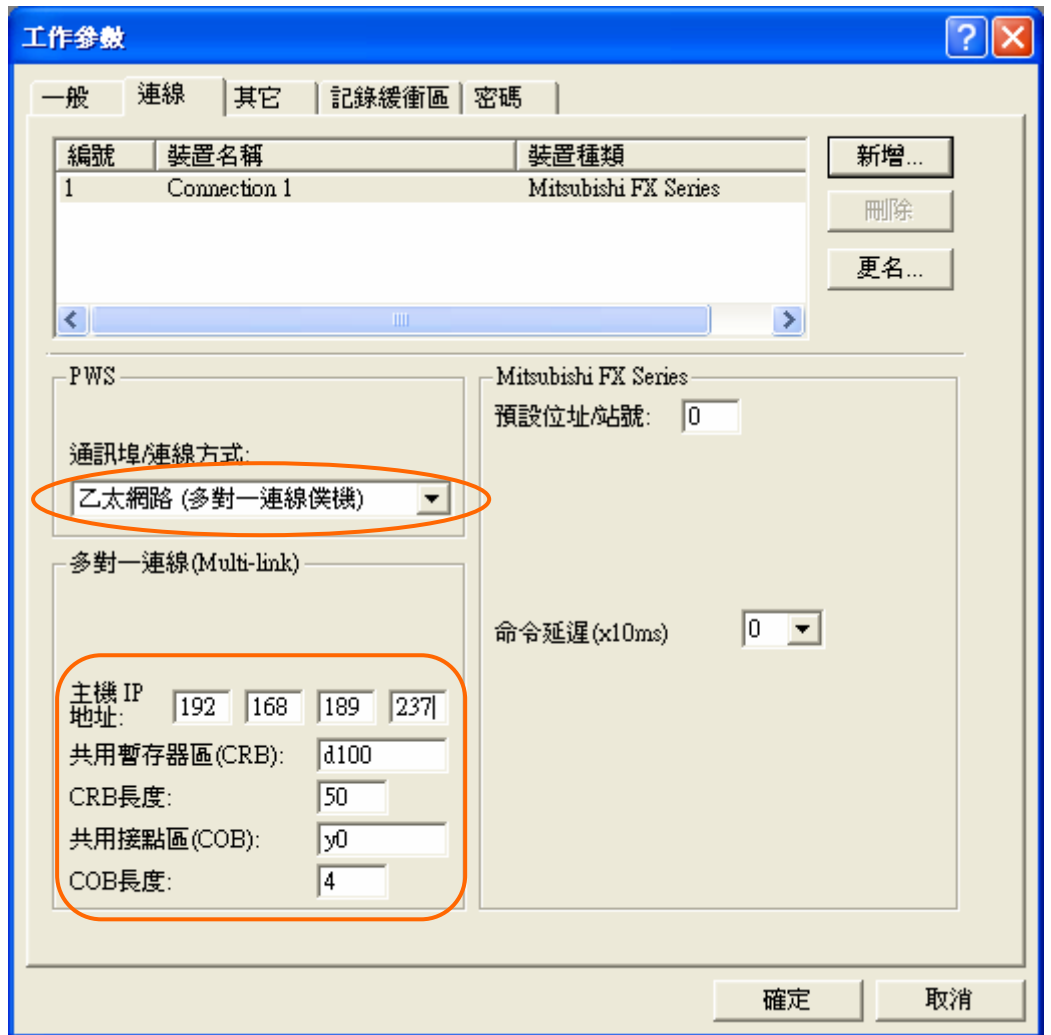 工作參數
一般 連線 其它 記錄緩衝區 密碼
編號 裝置名稱 裝置種類
1 Connection 1 Mitsubishi FX Series
新增...
刪除
更名...
PWS
通訊埠/連線方式:
乙太網路 (多對一連線僕機)
多對一連線(Multi-link)
主機 IP
地址: 192 168 189 237
共用暫存器區(CRB): d100
CRB長度: 50
共用接點區(COB): y0
COB長度: 4
Mitsubishi FX Series
預設位址/站號: 0
命令延遲(x10ms) 0
確定 取消